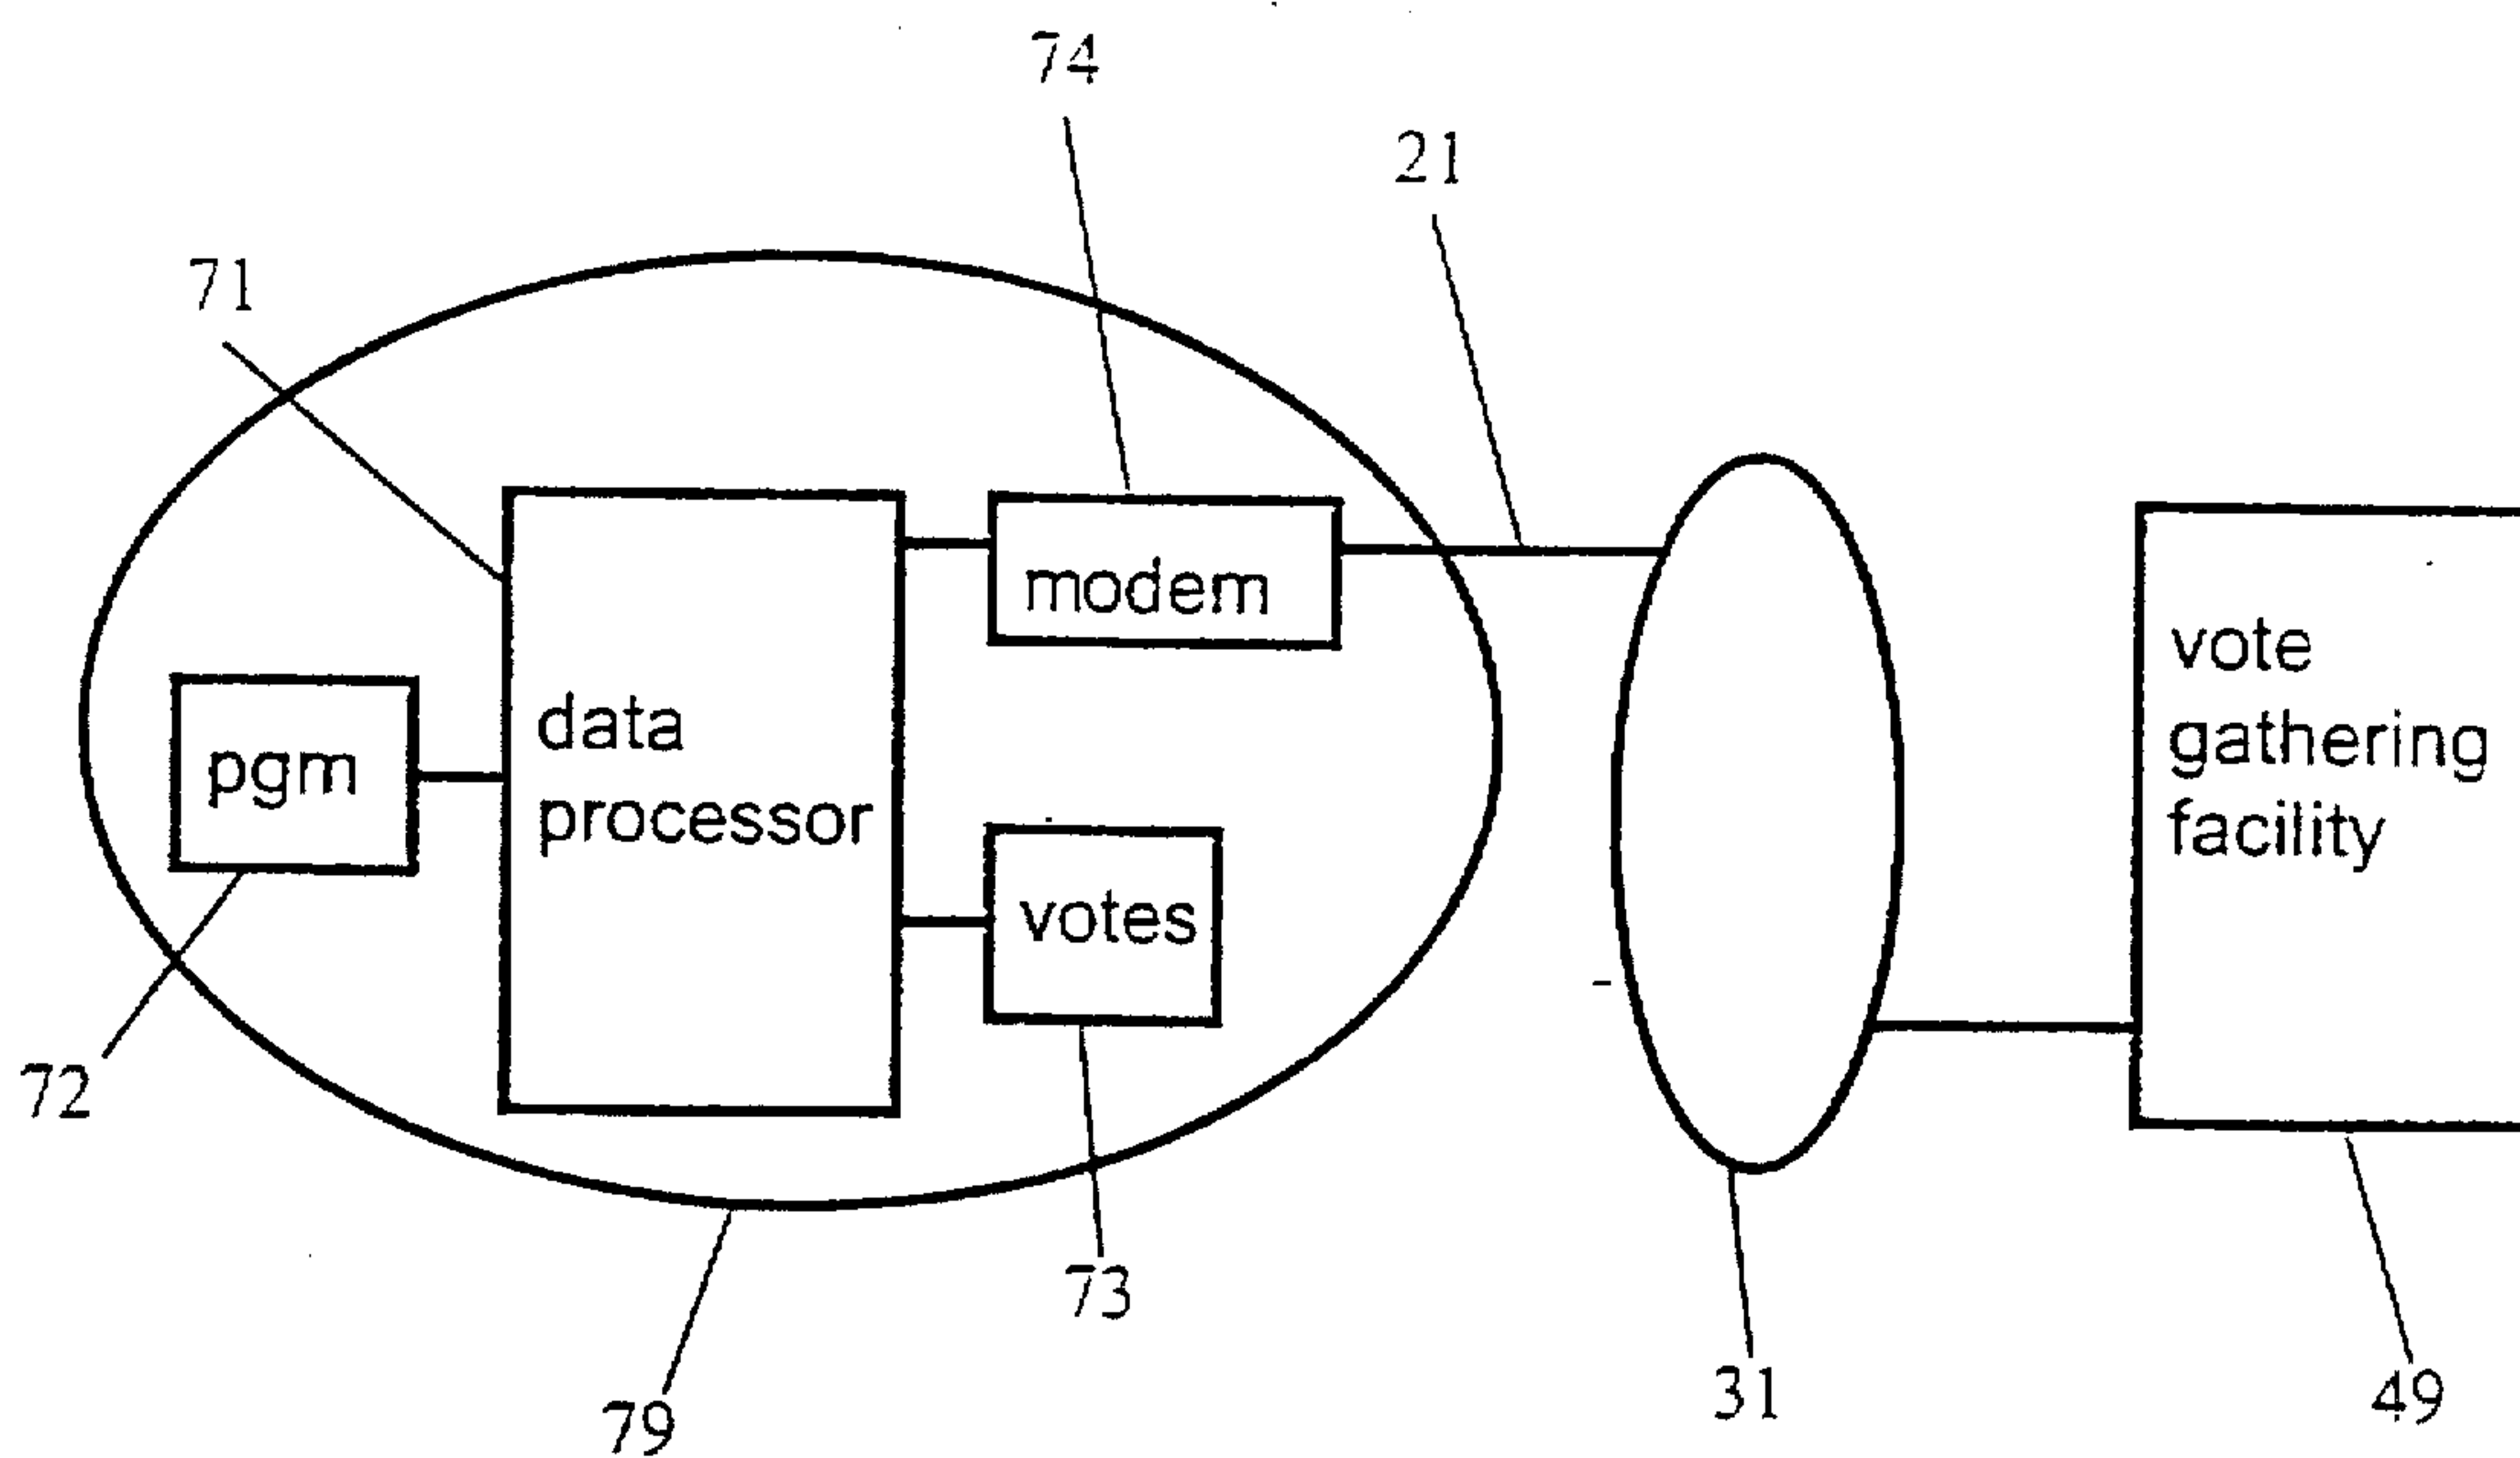 74
21
71
modem
vote
gathering
facility
data
processor
pgm
votes
72
73
31
49
79